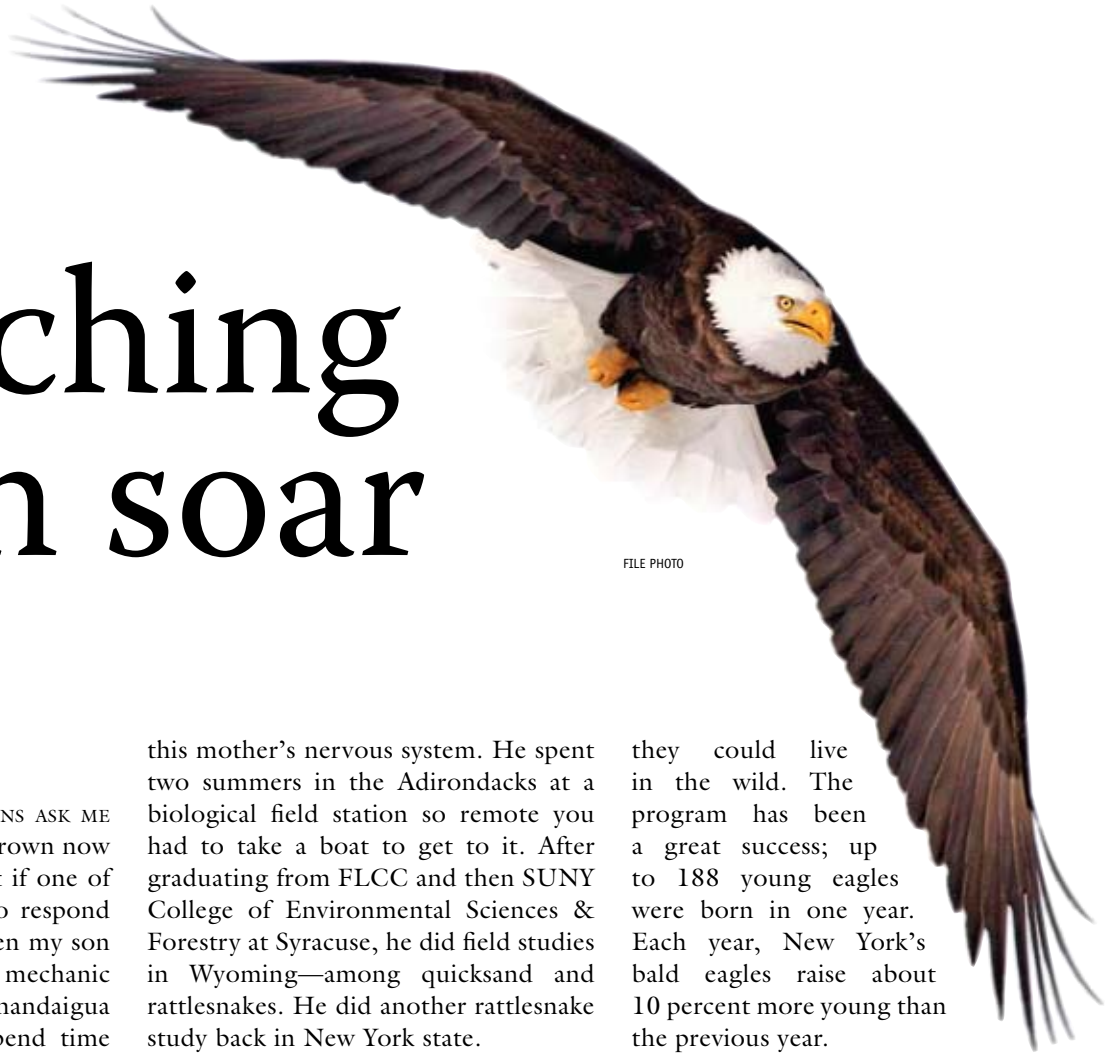 ching
n soar
FILE PHOTO
NS ASK ME
rown now
t if one of
o respond
en my son
mechanic
nandaigua
pend time
this mother's nervous system. He spent
two summers in the Adirondacks at a
biological field station so remote you
had to take a boat to get to it. After
graduating from FLCC and then SUNY
College of Environmental Sciences &
Forestry at Syracuse, he did field studies
in Wyoming—among quicksand and
rattlesnakes. He did another rattlesnake
study back in New York state.
they could live
in the wild. The
program has been
a great success; up
to 188 young eagles
were born in one year.
Each year, New York's
bald eagles raise about
10 percent more young than
the previous year.